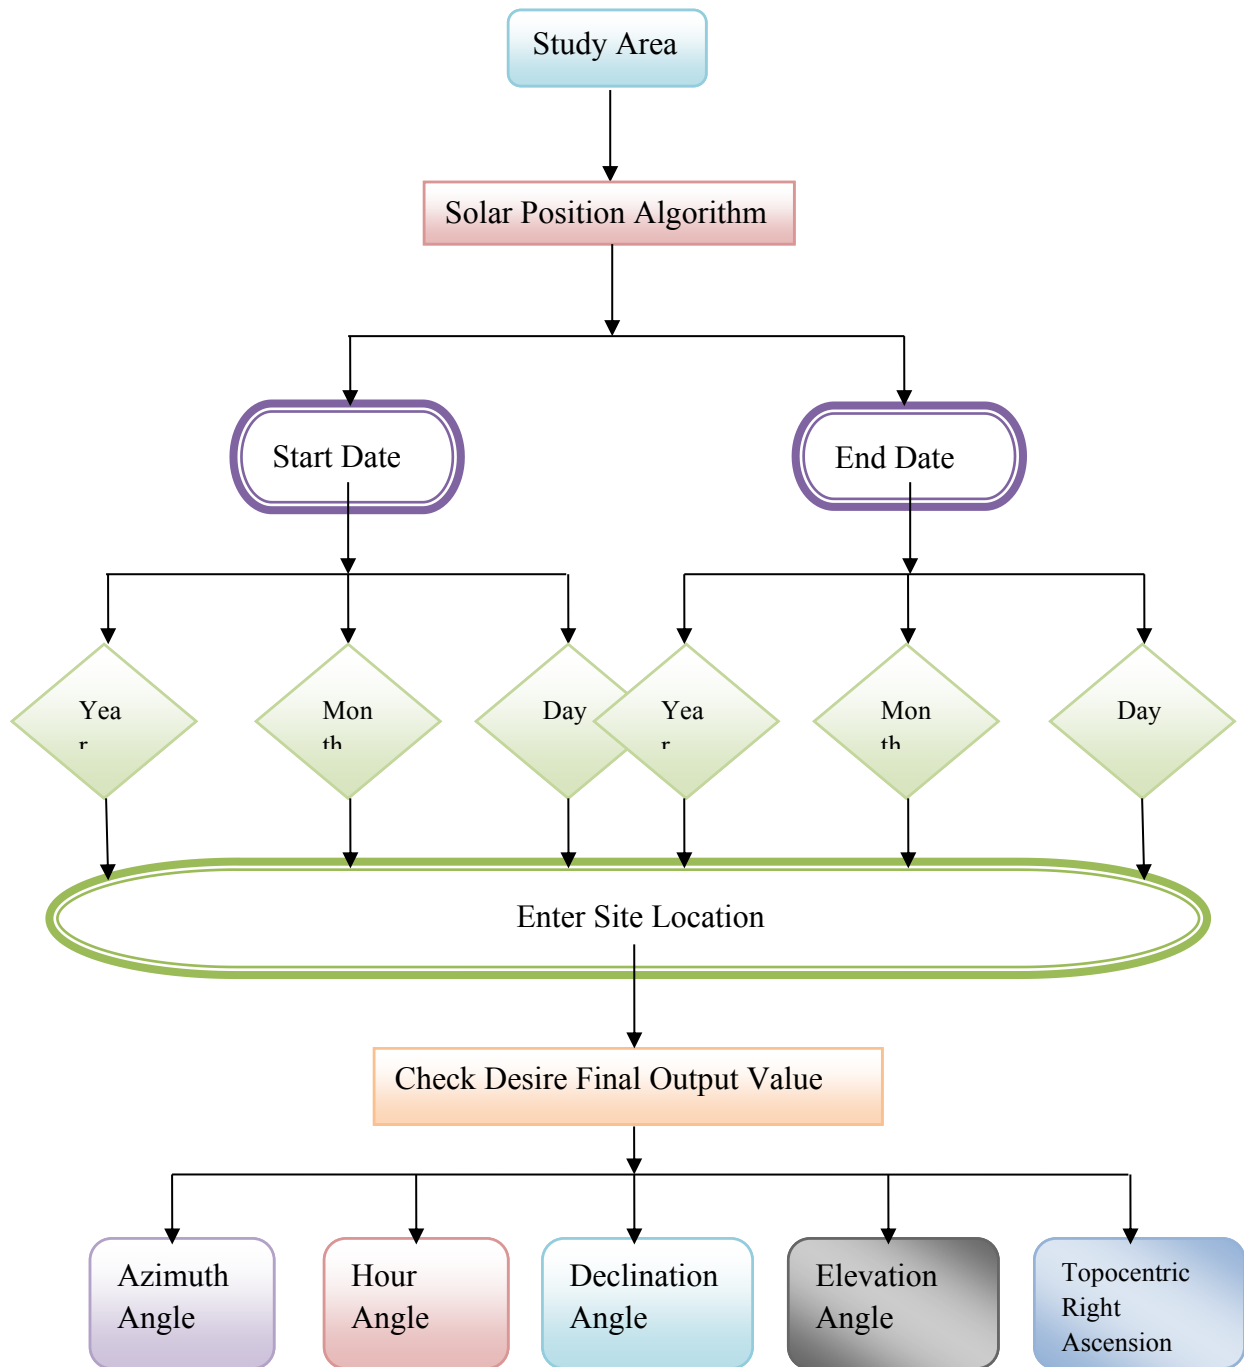 Study Area
Solar Position Algorithm
Start Date
End Date
Yea
r
Mon
th
Day
Yea
r
Mon
th
Day
Enter Site Location
Check Desire Final Output Value
Azimuth
Angle
Hour
Angle
Declination
Angle
Elevation
Angle
Topocentric
Right
Ascension